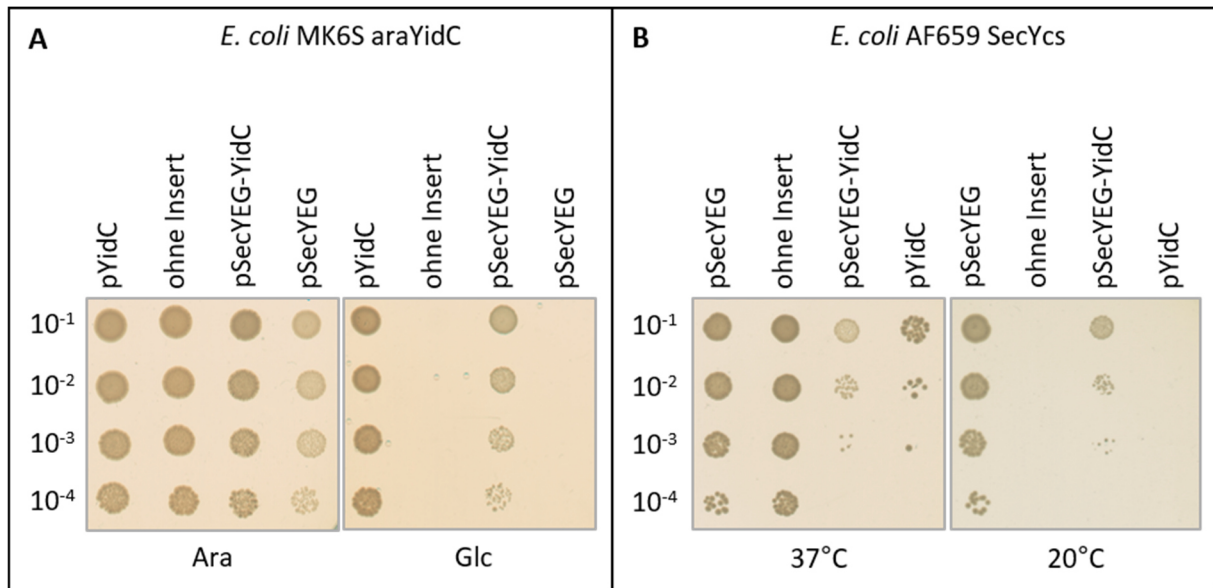 A
E. coli MK6S araYidC
pYidC
ohne Insert
pSecYEG-YidC
pSecYEG
pYidC
ohne Insert
pSecYEG-YidC
pSecYEG
10-1
10-2
10-3
10-4
Ara
Glc
B
E. coli AF659 SecYcs
pSecYEG
ohne Insert
pSecYEG-YidC
pYidC
pSecYEG
ohne Insert
pSecYEG-YidC
pYidC
10-1
10-2
10-3
10-4
37°C
20°C